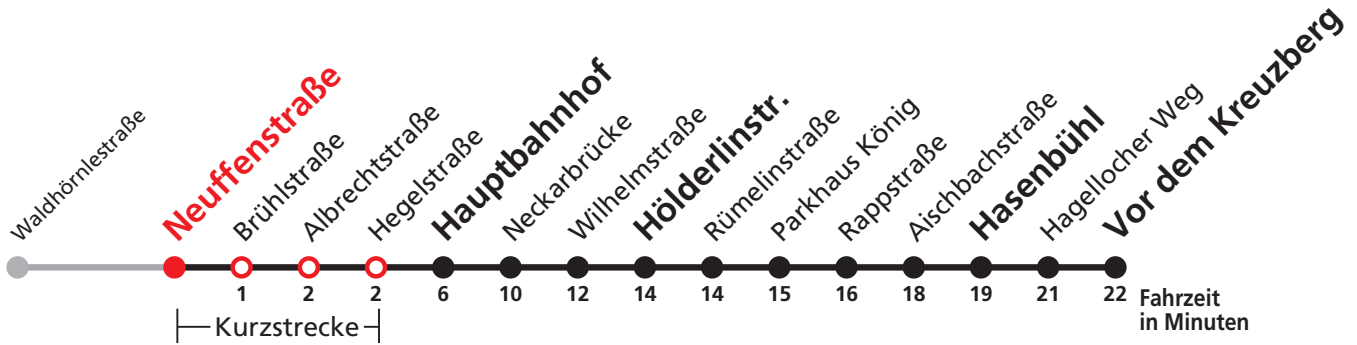 Waldhörnlestraße
Neuffenstraße
Brühlstraße
Albrechtstraße
Hegelstraße
Hauptbahnhof
Neckarbrücke
Wilhelmstraße
Hölderlinstr.
Rümelinstraße
Parkhaus König
Rappstraße
Aischbachstraße
Hasenbühl
Hagellocher Weg
Vor dem Kreuzberg
1 2 2 6 10 12 14 14 15 16 18 19 21 22 Fahrzeit
in Minuten
Kurzstrecke